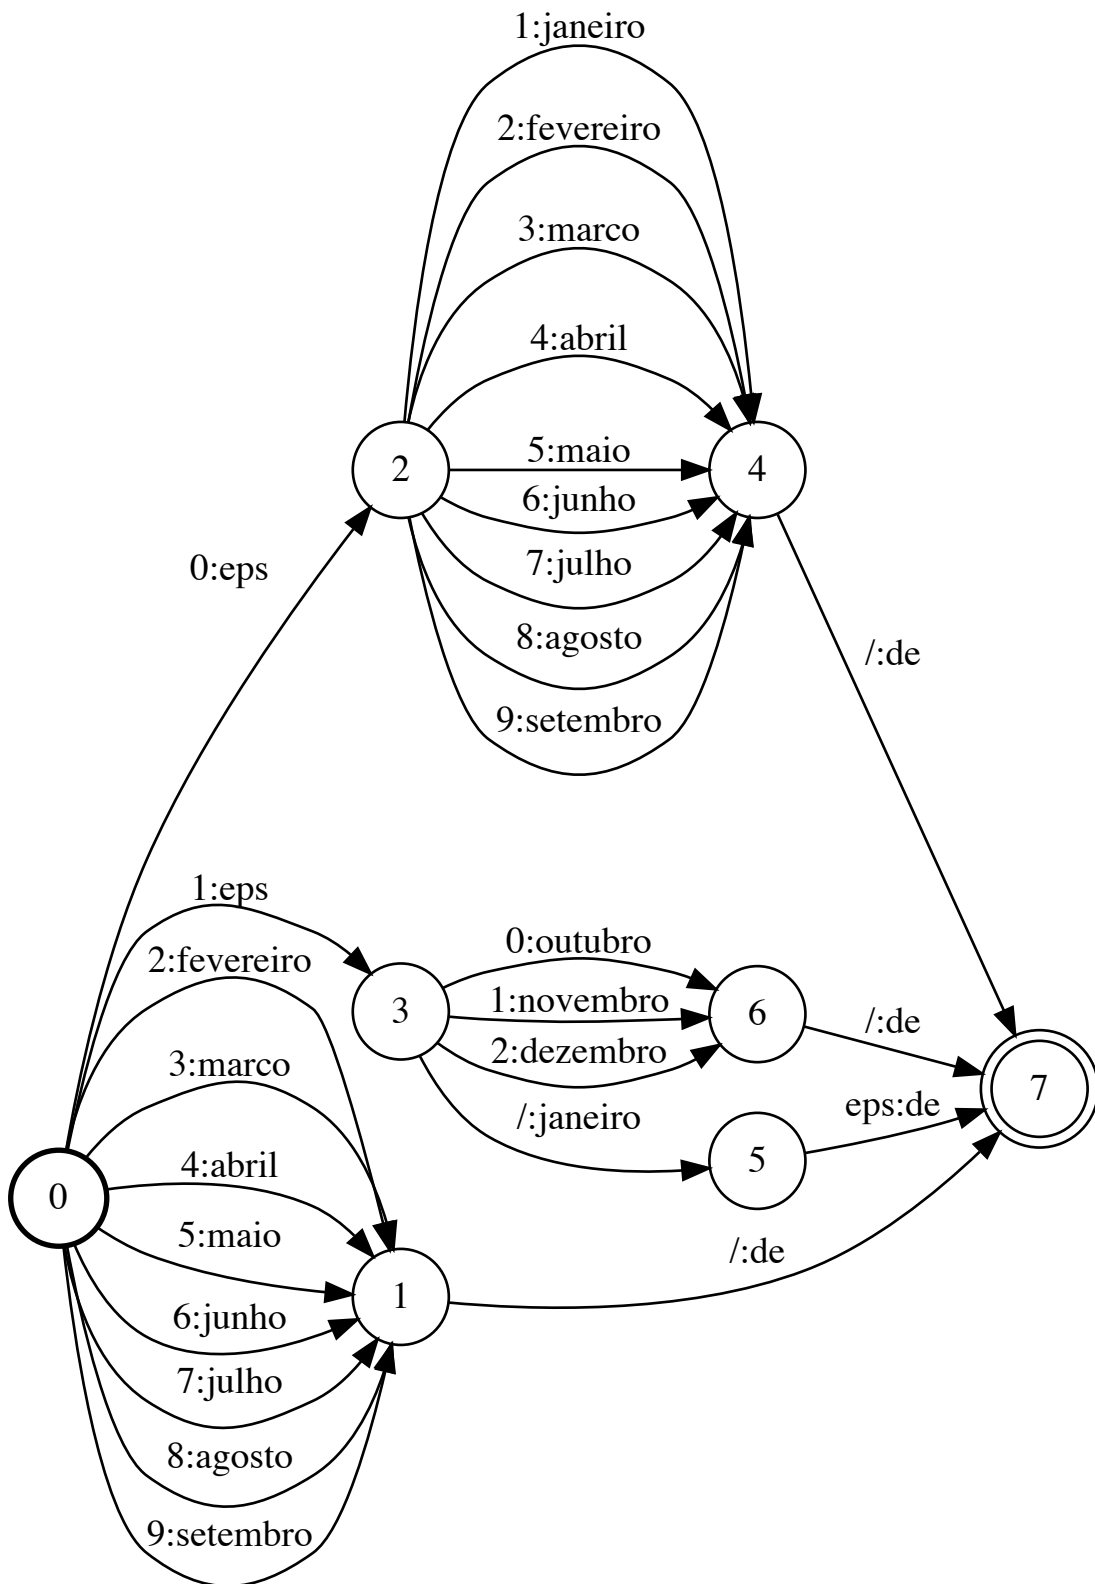 1:janeiro
2:fevereiro
3:marco
4:abril
2
5:maio
4
6:junho
0:eps
7:julho
8:agosto
/:de
9:setembro
1:eps
0:outubro
2:fevereiro
1:novembro
3
6
/:de
2:dezembro
3:marco
7
eps:de
/:janeiro
5
4:abril
0
5:maio
/:de
1
6:junho
7:julho
8:agosto
9:setembro